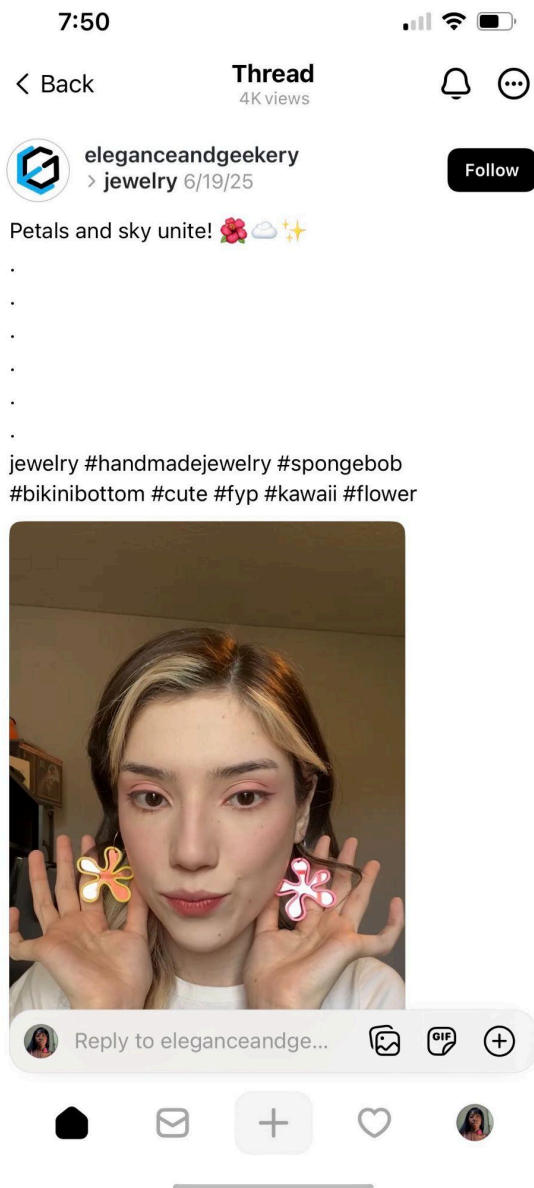 7:50
Back
Thread
4K views
eleganceandgeekery
> jewelry 6/19/25
Follow
Petals and sky unite! 🌺☁️✨
.
.
.
.
.
.
jewelry #handmadejewelry #spongebob
#bikinibottom #cute #fyp #kawaii #flower
Reply to eleganceandge...
GIF